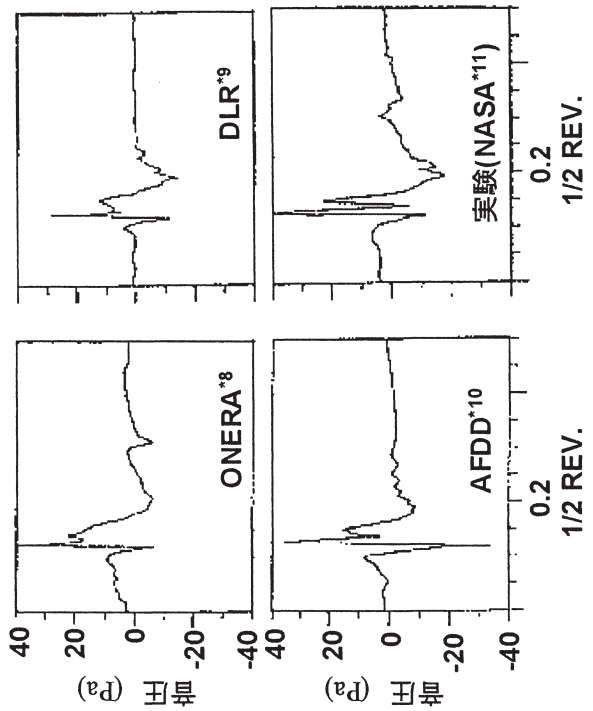 音圧 (Pa)
40
20
0
-20
-40
ONERA*8
DLR*9
音圧 (Pa)
40
20
0
-20
-40
AFDD*10
実験(NASA*11)
0.2
1/2 REV.
0.2
1/2 REV.